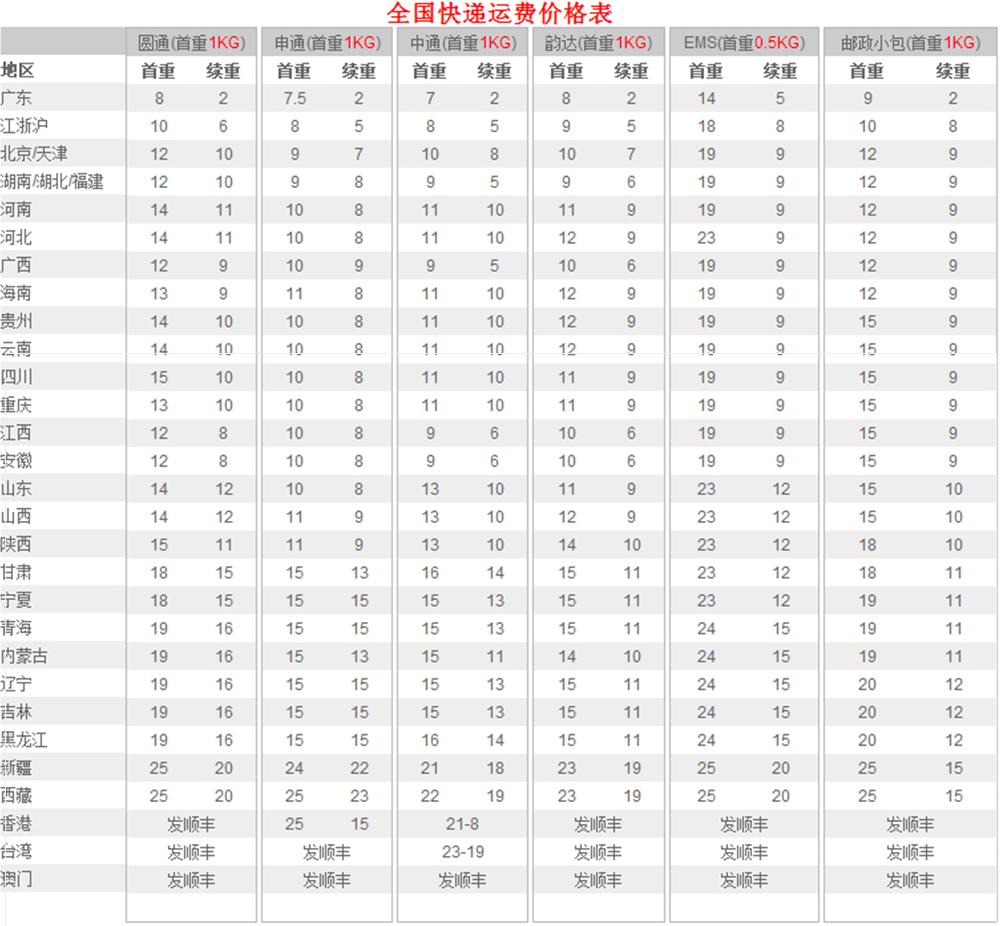 全国快递运费价格表
圆通(首重1KG) 申通(首重1KG) 中通(首重1KG) 韵达(首重1KG) EMS(首重0.5KG) 邮政小包(首重1KG)
地区 首重 续重 首重 续重 首重 续重 首重 续重 首重 续重 首重 续重
广东 8 2 7.5 2 7 2 8 2 14 5 9 2
江浙沪 10 6 8 5 8 5 9 5 18 8 10 8
北京/天津 12 10 9 7 10 8 10 7 19 9 12 9
湖南/湖北/福建 12 10 9 8 9 5 9 6 19 9 12 9
河南 14 11 10 8 11 10 11 9 19 9 12 9
河北 14 11 10 8 11 10 12 9 23 9 12 9
广西 12 9 10 9 9 5 10 6 19 9 12 9
海南 13 9 11 8 11 10 12 9 19 9 12 9
贵州 14 10 10 8 11 10 12 9 19 9 15 9
云南 14 10 10 8 11 10 12 9 19 9 15 9
四川 15 10 10 8 11 10 11 9 19 9 15 9
重庆 13 10 10 8 11 10 11 9 19 9 15 9
江西 12 8 10 8 9 6 10 6 19 9 15 9
安徽 12 8 10 8 9 6 10 6 19 9 15 9
山东 14 12 10 8 13 10 11 9 23 12 15 10
山西 14 12 11 9 13 10 12 9 23 12 15 10
陕西 15 11 11 9 13 10 14 10 23 12 18 10
甘肃 18 15 15 13 16 14 15 11 23 12 18 11
宁夏 18 15 15 15 15 13 15 11 23 12 19 11
青海 19 16 15 15 15 13 15 11 24 15 19 11
内蒙古 19 16 15 13 15 11 14 10 24 15 19 11
辽宁 19 16 15 15 15 13 15 11 24 15 20 12
吉林 19 16 15 15 15 13 15 11 24 15 20 12
黑龙江 19 16 15 15 16 14 15 11 24 15 20 12
新疆 25 20 24 22 21 18 23 19 25 20 25 15
西藏 25 20 25 23 22 19 23 19 25 20 25 15
香港 发顺丰 25 15 21-8 发顺丰 发顺丰 发顺丰
台湾 发顺丰 发顺丰 23-19 发顺丰 发顺丰 发顺丰
澳门 发顺丰 发顺丰 发顺丰 发顺丰 发顺丰 发顺丰